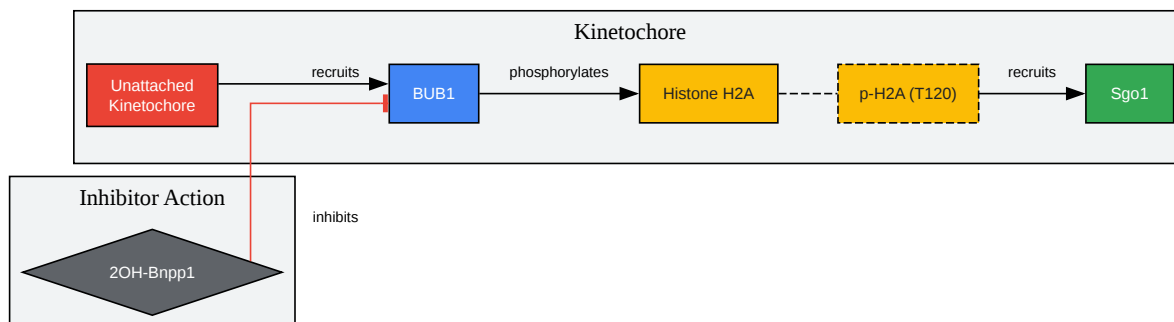 Kinetochore
Unattached
Kinetochore
recruits
BUB1
phosphorylates
Histone H2A
p-H2A (T120)
recruits
Sgo1
Inhibitor Action
inhibits
2OH-Bnpp1